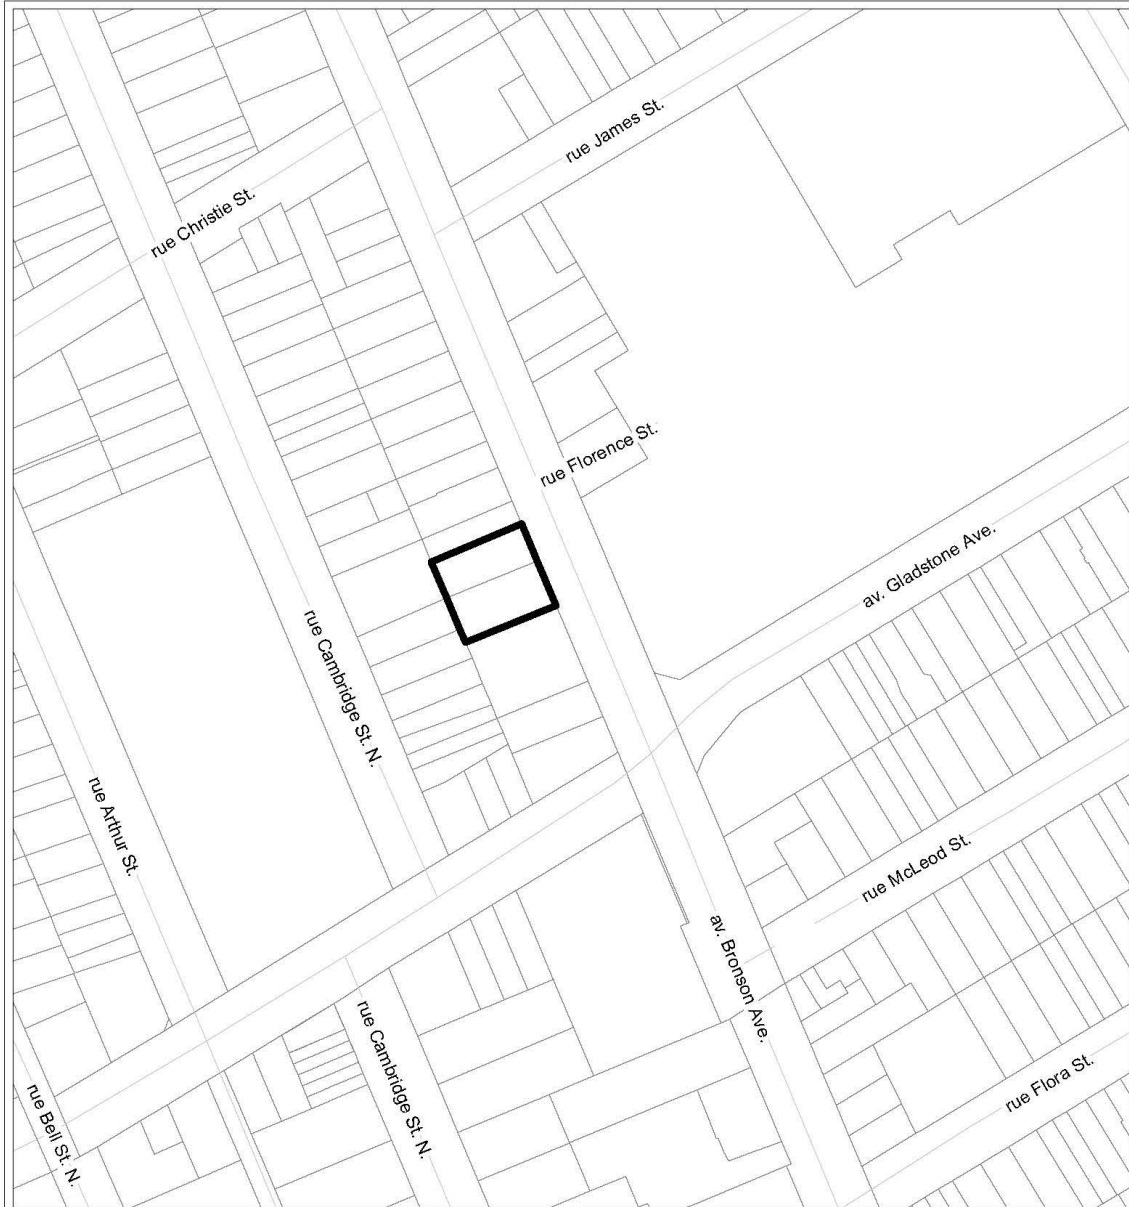 rue James St.
rue Christie St.
rue Florence St.
av. Gladstone Ave.
rue Cambridge St. N.
rue Arthur St.
rue McLeod St.
av. Bronson Ave.
rue Cambridge St. N.
rue Flora St.
rue Bell St. N.